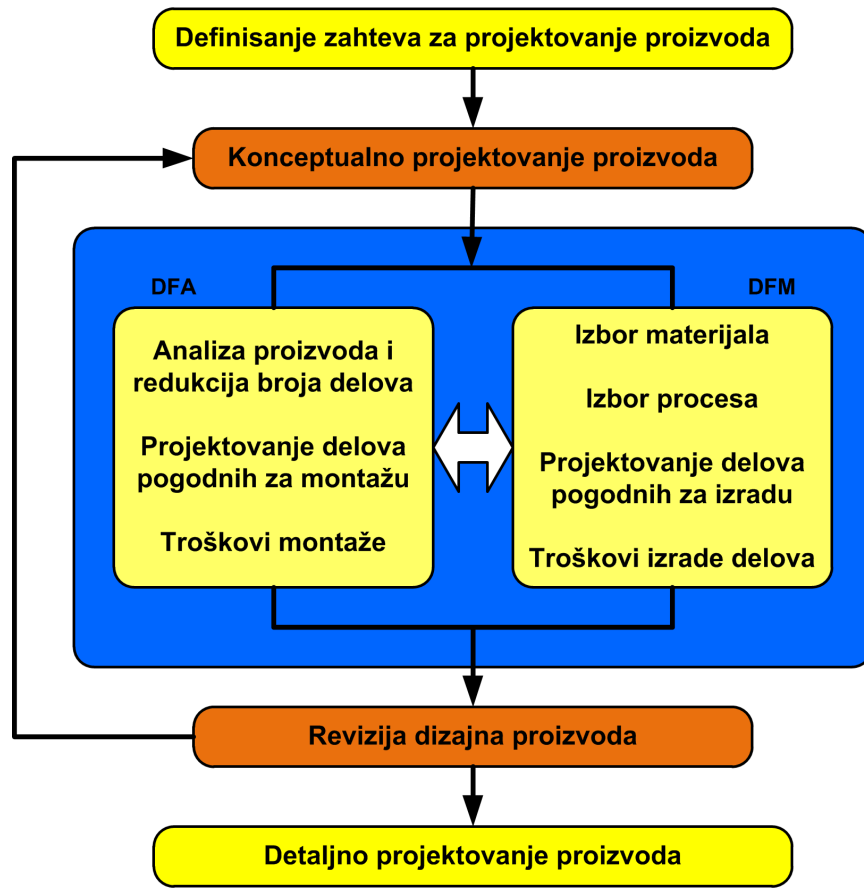 Definisanje zahteva za projektovanje proizvoda
Konceptualno projektovanje proizvoda
DFA
Analiza proizvoda i
redukcija broja delova
Projektovanje delova
pogodnih za montažu
Troškovi montaže
DFM
Izbor materijala
Izbor procesa
Projektovanje delova
pogodnih za izradu
Troškovi izrade delova
Revizija dizajna proizvoda
Detaljno projektovanje proizvoda